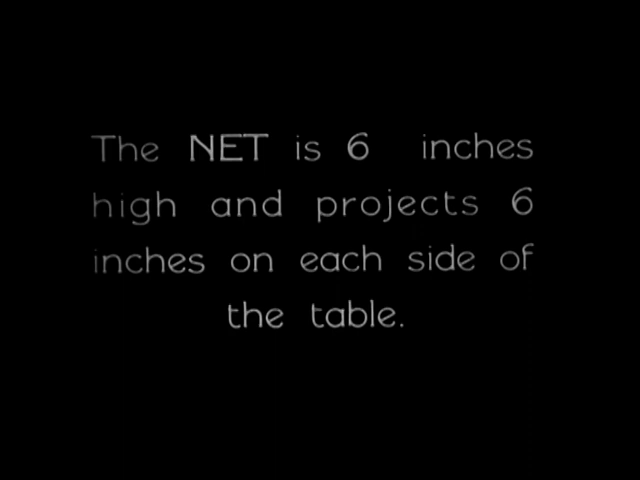 The NET is 6 inches
high and projects 6
inches on each side of
the table.